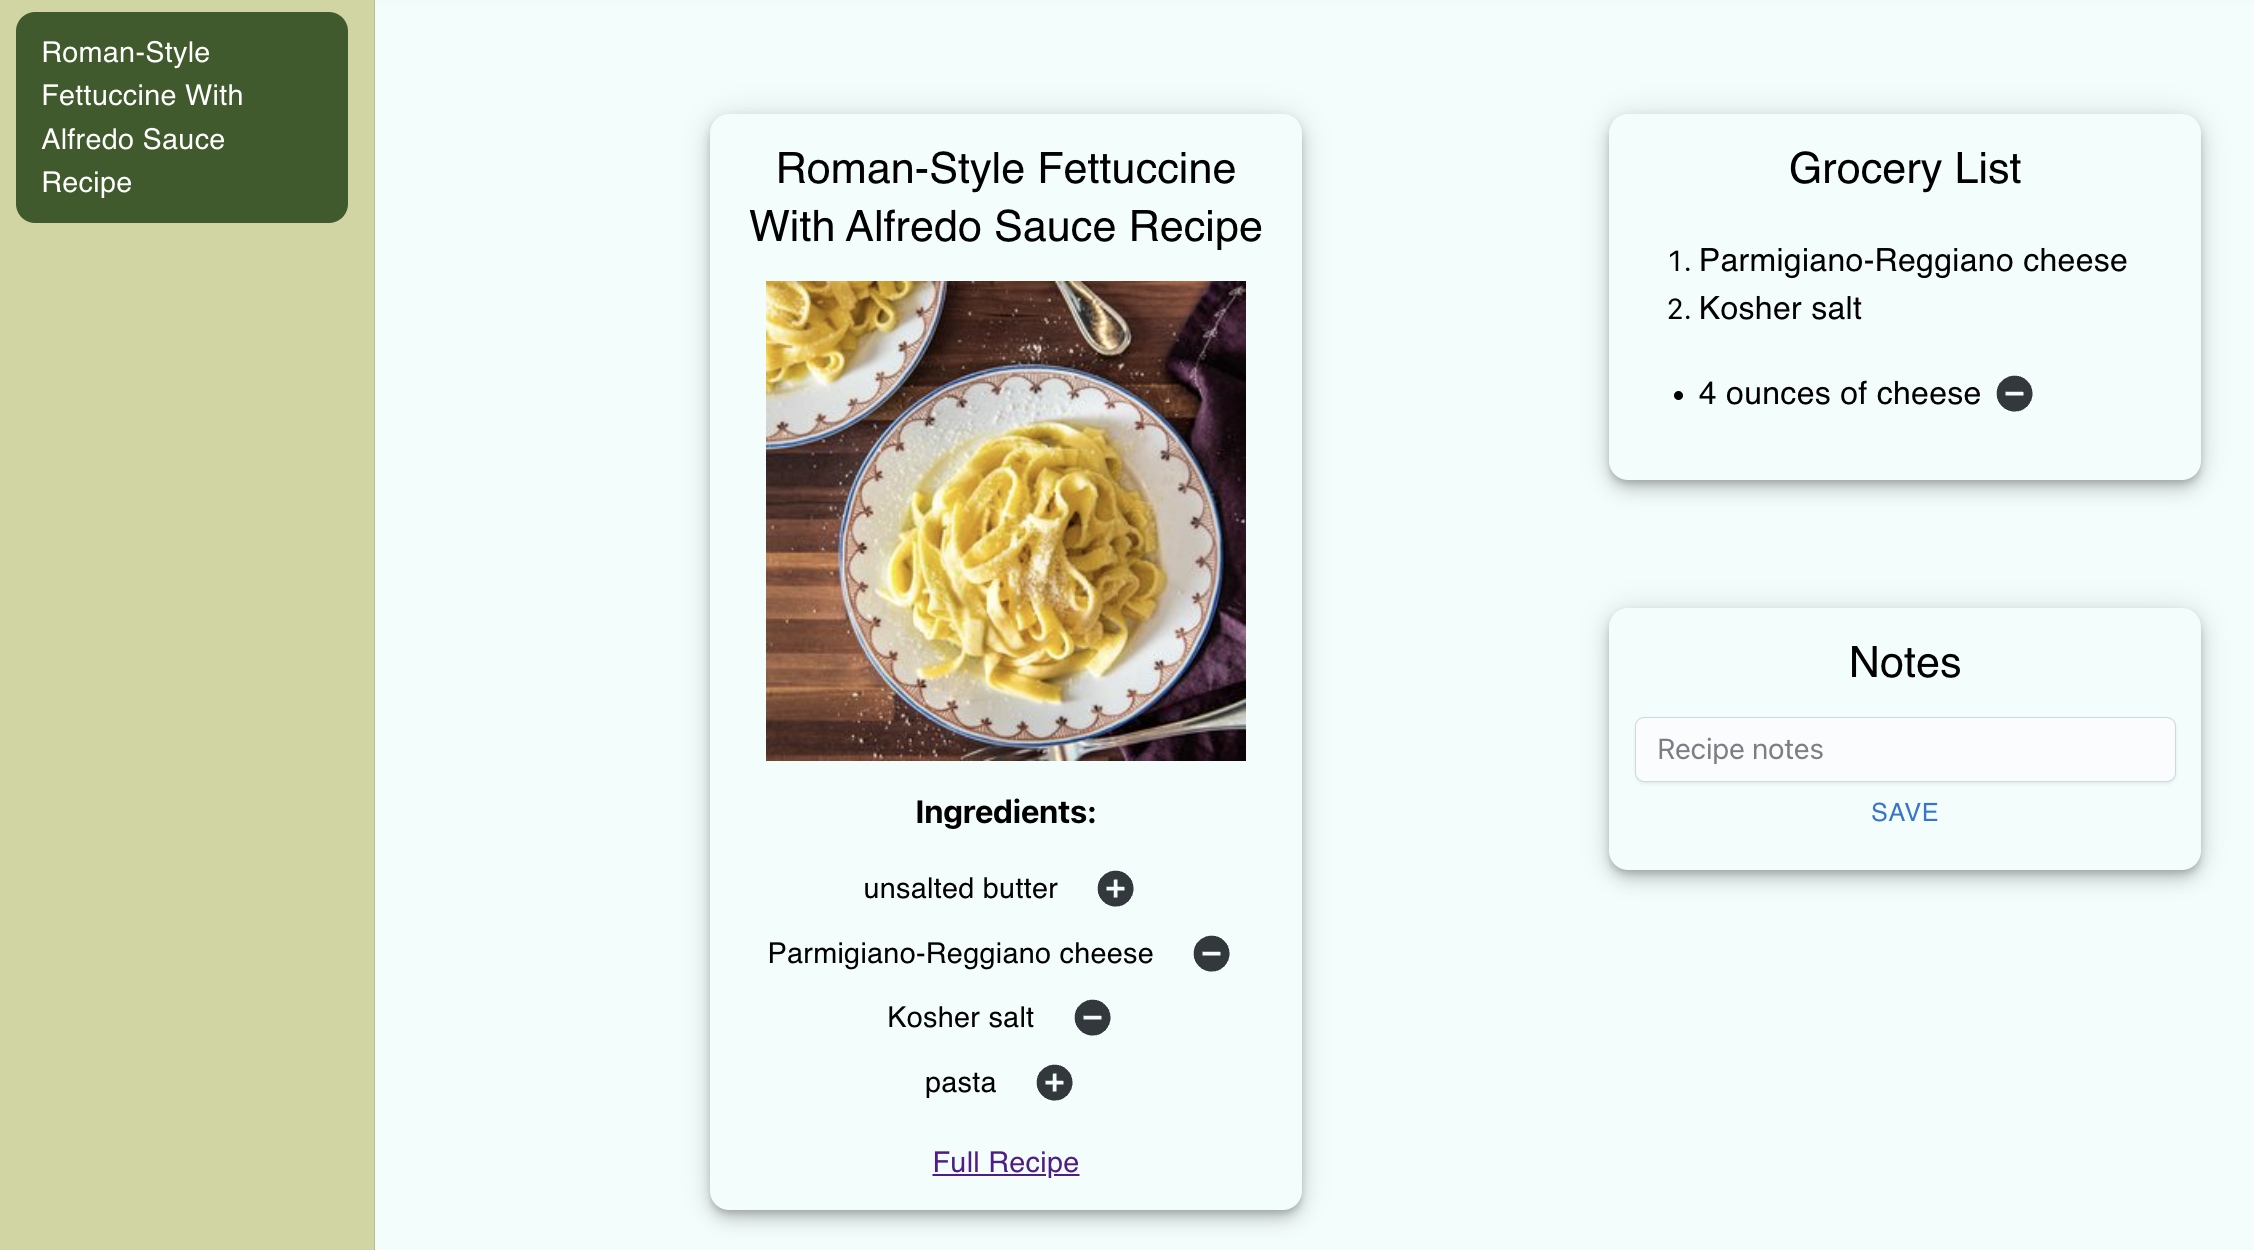 Roman-Style
Fettuccine With
Alfredo Sauce
Recipe
Roman-Style Fettuccine
With Alfredo Sauce Recipe
Ingredients:
unsalted butter
Parmigiano-Reggiano cheese
Kosher salt
pasta
Full Recipe
Grocery List
1. Parmigiano-Reggiano cheese
2. Kosher salt
• 4 ounces of cheese
Notes
Recipe notes
SAVE